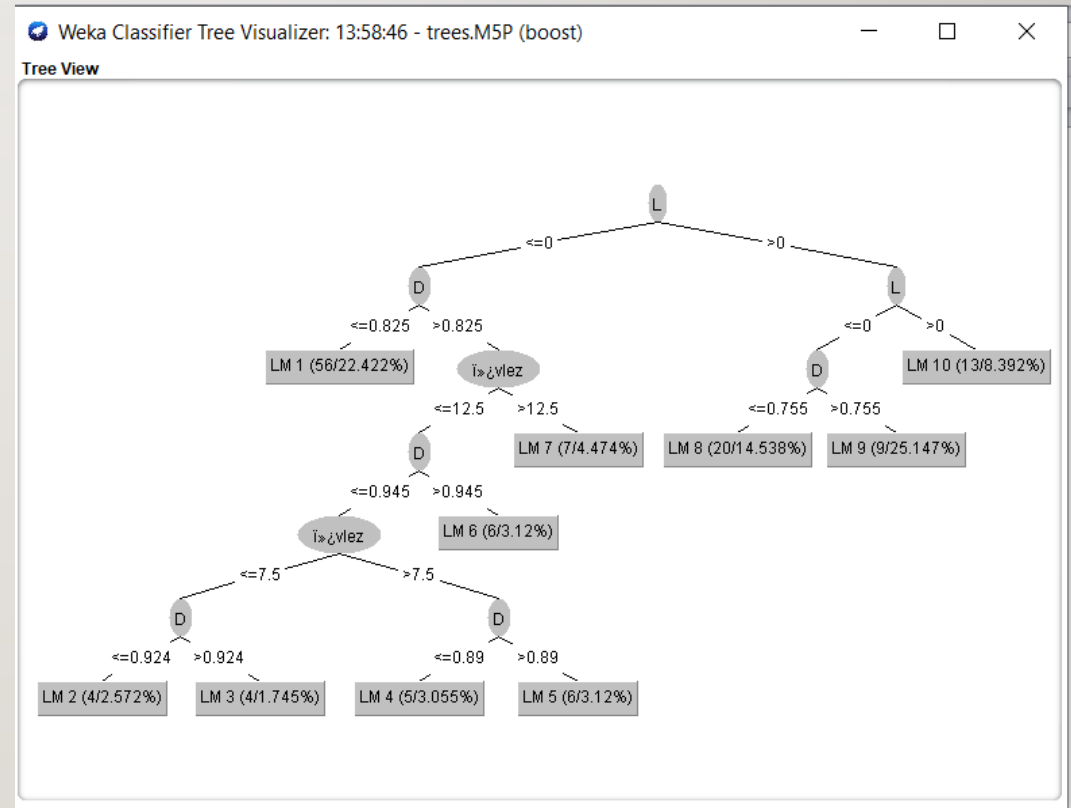 Weka Classifier Tree Visualizer: 13:58:46 - trees.M5P (boost)
Tree View
L
<=0 >0
D L
<=0.825 >0.825 <=0 >0
LM 1 (56/22.422%) ï»¿vlez D LM 10 (13/8.392%)
<=12.5 >12.5 <=0.755 >0.755
D LM 7 (7/4.474%) LM 8 (20/14.538%) LM 9 (9/25.147%)
<=0.945 >0.945
ï»¿vlez LM 6 (6/3.12%)
<=7.5 >7.5
D D
<=0.924 >0.924 <=0.89 >0.89
LM 2 (4/2.572%) LM 3 (4/1.745%) LM 4 (5/3.055%) LM 5 (6/3.12%)